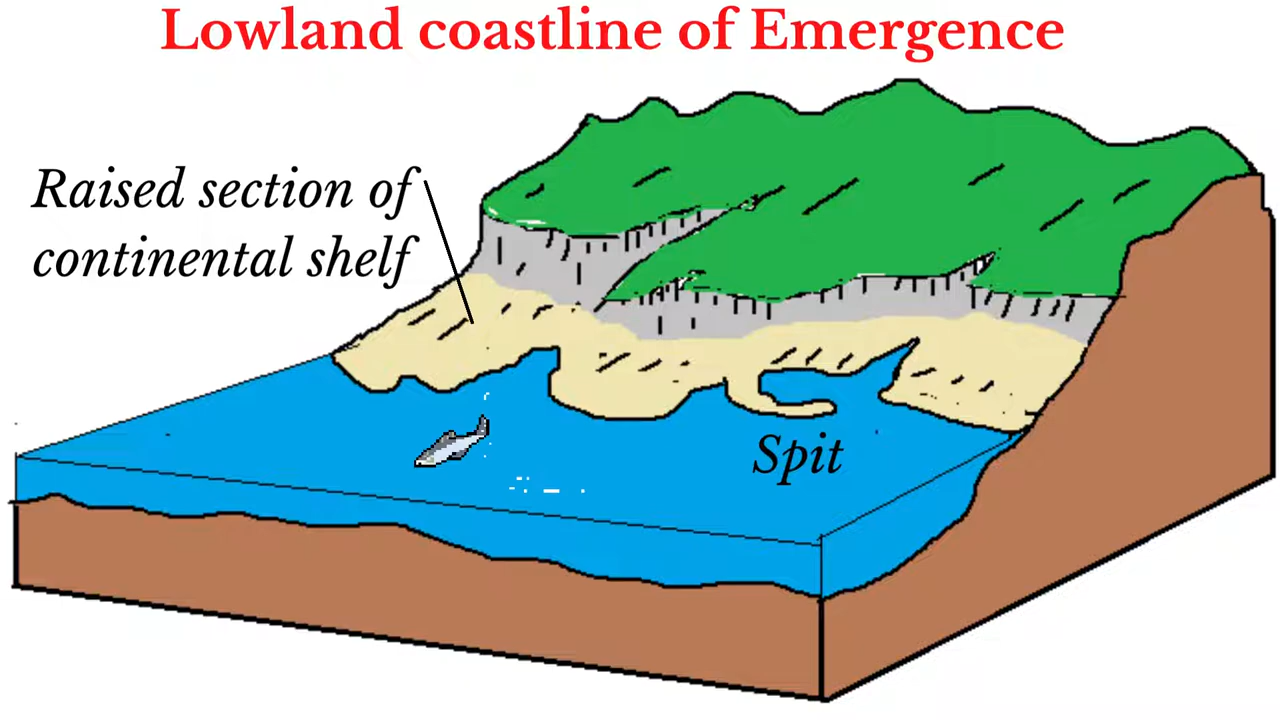 Lowland coastline of Emergence
Raised section of
continental shelf
Spit